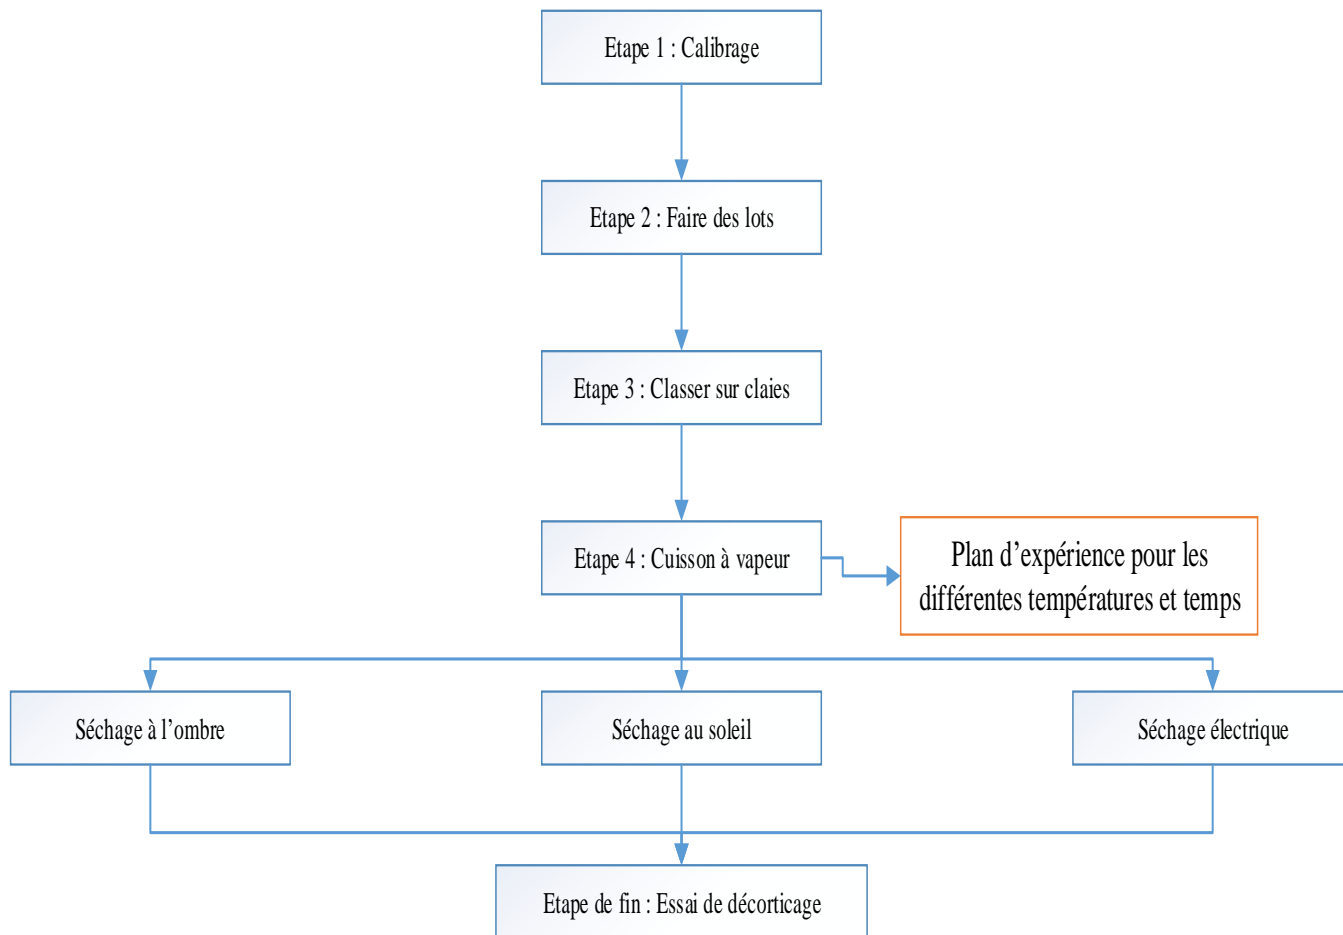 Etape 1 : Calibrage
Etape 2 : Faire des lots
Etape 3 : Classer sur claies
Etape 4 : Cuisson à vapeur
Plan d’expérience pour les
différentes températures et temps
Séchage à l’ombre
Séchage au soleil
Séchage électrique
Etape de fin : Essai de décorticage